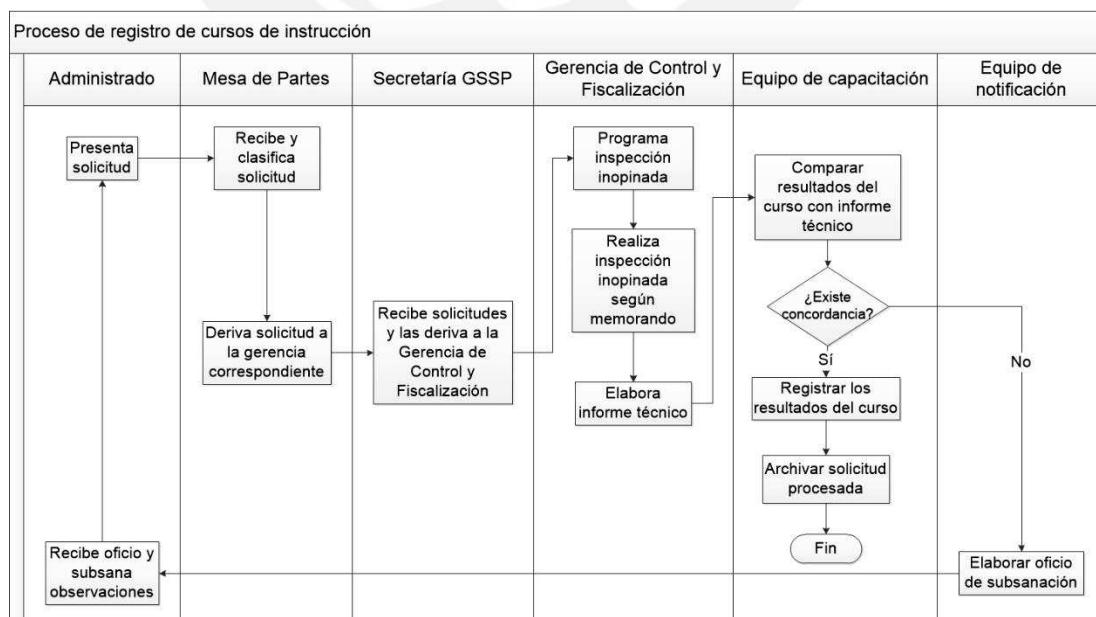 Proceso de registro de cursos de instrucción
Administrado
Mesa de Partes
Secretaría GSSP
Gerencia de Control y
Fiscalización
Equipo de capacitación
Equipo de
notificación
Presenta
solicitud
Recibe y
clasifica
solicitud
Deriva solicitud a
la gerencia
correspondiente
Recibe solicitudes
y las deriva a la
Gerencia de
Control y
Fiscalización
Programa
inspección
inopinada
Realiza
inspección
inopinada
según
memorando
Elabora
informe técnico
Comparar
resultados del
curso con informe
técnico
¿Existe
concordancia?
Sí
No
Registrar los
resultados del curso
Archivar solicitud
procesada
Fin
Elaborar oficio
de subsanación
Recibe oficio y
subsana
observaciones